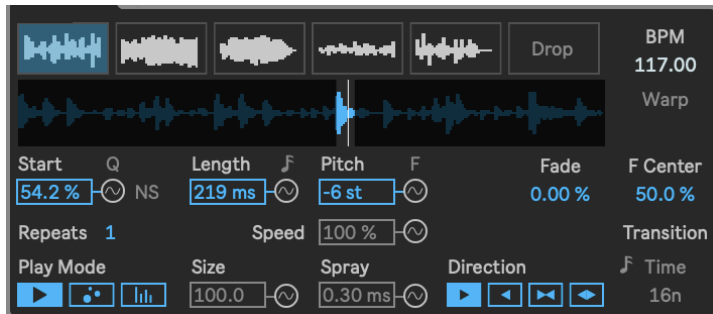 Drop
BPM
117.00
Warp
Start Q Length Pitch F Fade F Center
54.2 % NS 219 ms -6 st 0.00 % 50.0 %
Repeats 1 Speed 100 % Transition
Play Mode Size Spray Direction Time
100.0 0.30 ms 16n